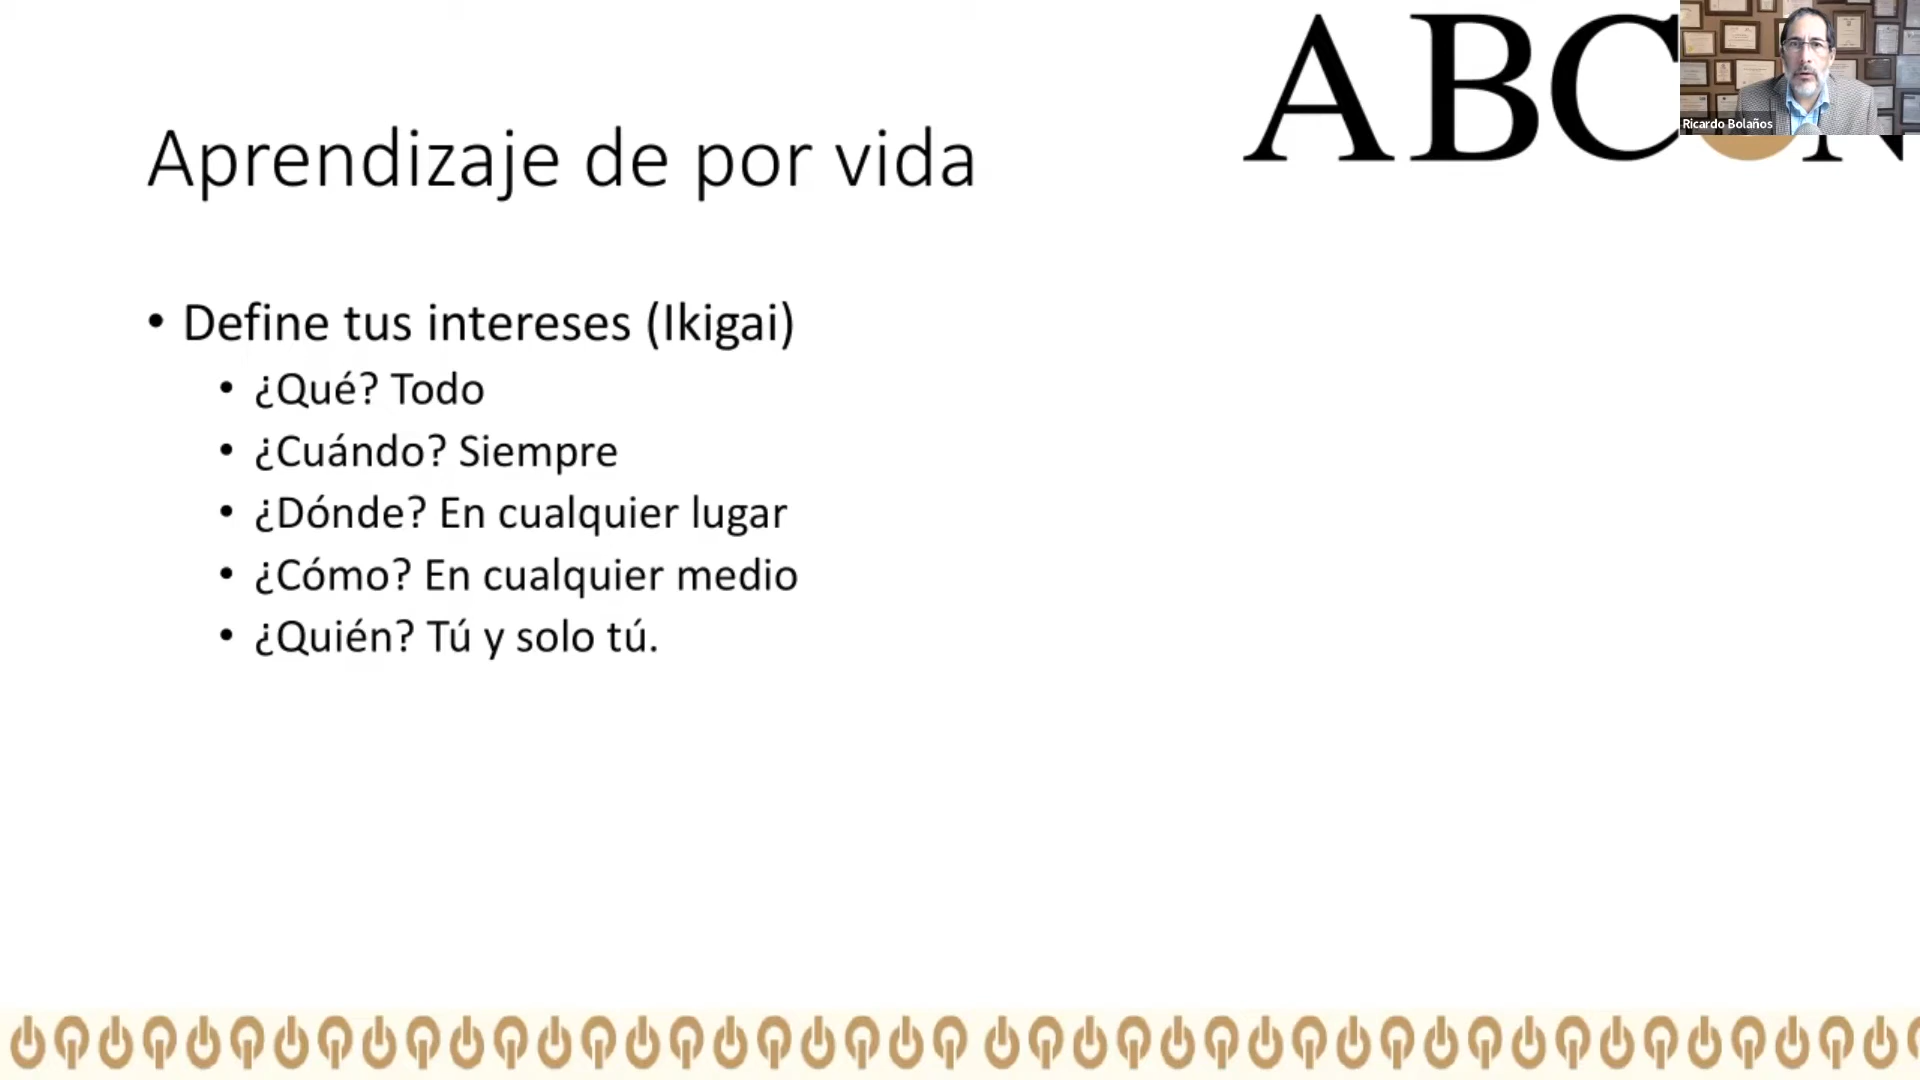 ABC N
Ricardo Bolaños
Aprendizaje de por vida
• Define tus intereses (Ikigai)
• ¿Qué? Todo
• ¿Cuándo? Siempre
• ¿Dónde? En cualquier lugar
• ¿Cómo? En cualquier medio
• ¿Quién? Tú y solo tú.